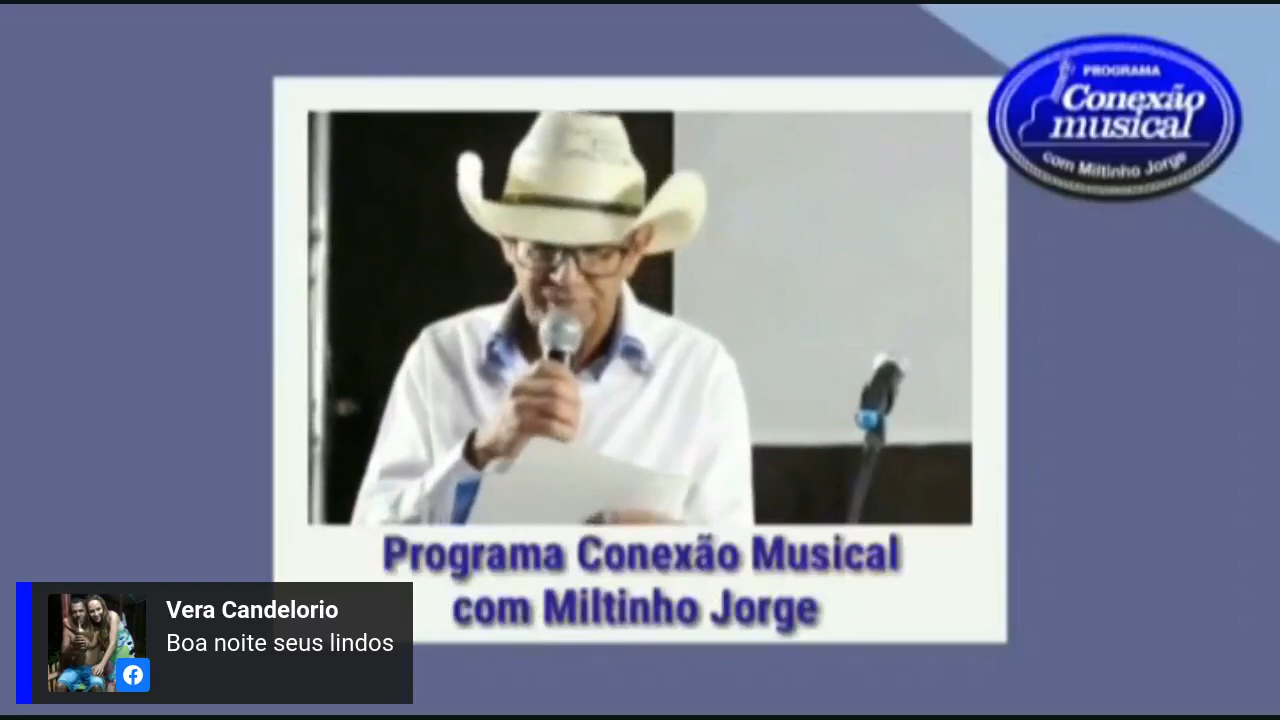 PROGRAMA
Conexão
musical
com Miltinho Jorge
Programa Conexão Musical
com Miltinho Jorge
Vera Candelorio
Boa noite seus lindos